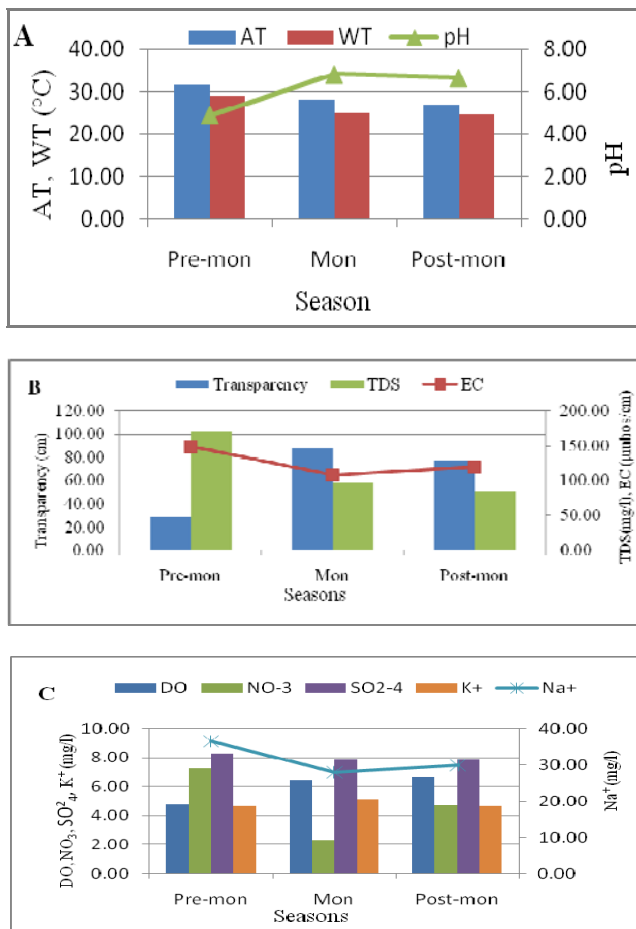 A
AT WT pH
40.00 8.00
30.00 6.00
20.00 4.00
10.00 2.00
0.00 0.00
AT, WT (°C)
pH
Pre-mon Mon Post-mon
Season
B
Transparency TDS EC
120.00 200.00
100.00 150.00
80.00
60.00 100.00
40.00 50.00
20.00
0.00 0.00
Transparency (cm)
TDS(mg/l), EC (µmhos/cm)
Pre-mon Mon Post-mon
Seasons
C
DO NO-3 SO2-4 K+ Na+
10.00 40.00
8.00 30.00
6.00
4.00 20.00
2.00 10.00
0.00 0.00
DO,NO₃, SO²₄, K⁺(mg/l)
Na⁺(mg/l)
Pre-mon Mon Post-mon
Seasons